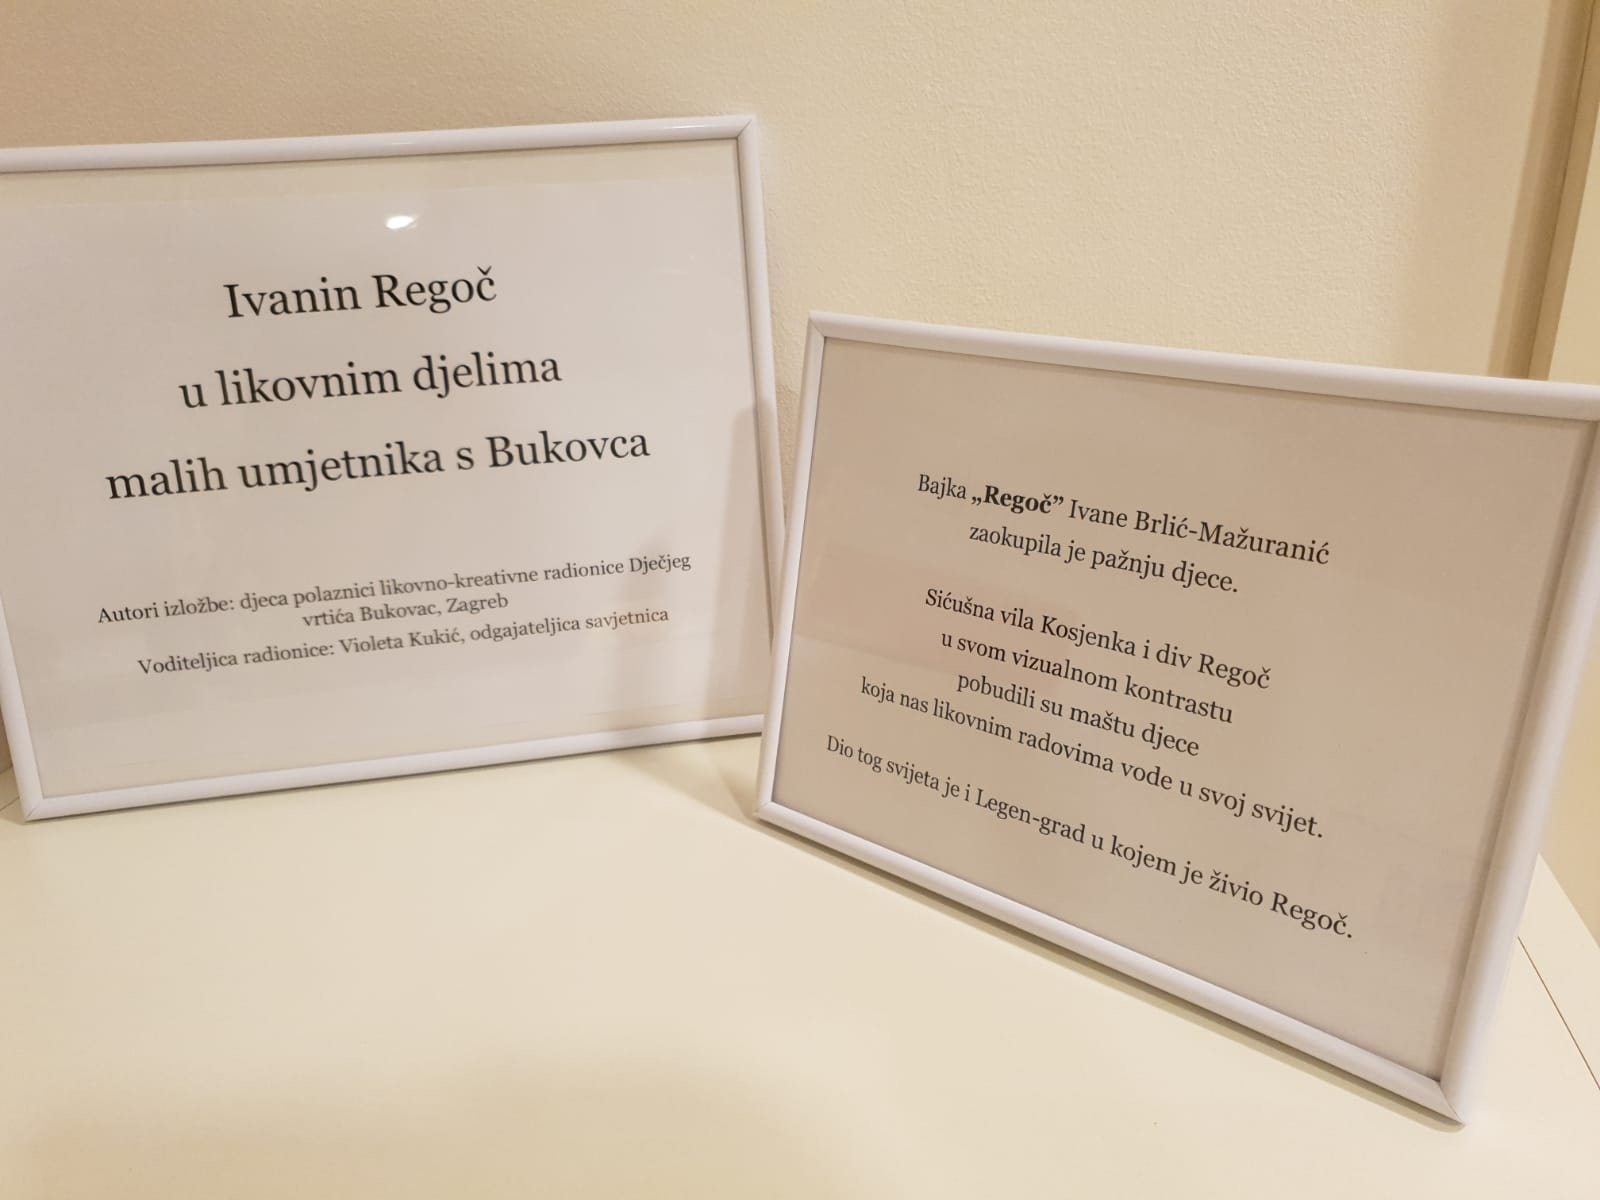 Ivanin Regoč
u likovnim djelima
malih umjetnika s Bukovca
Autori izložbe: djeca polaznici likovno-kreativne radionice Dječjeg
vrtića Bukovac, Zagreb
Voditeljica radionice: Violeta Kukić, odgajateljica savjetnica
Bajka „Regoč” Ivane Brlić-Mažuranić
zaokupila je pažnju djece.
Sićušna vila Kosjenka i div Regoč
u svom vizualnom kontrastu
pobudili su maštu djece
koja nas likovnim radovima vode u svoj svijet.
Dio tog svijeta je i Legen-grad u kojem je živio Regoč.